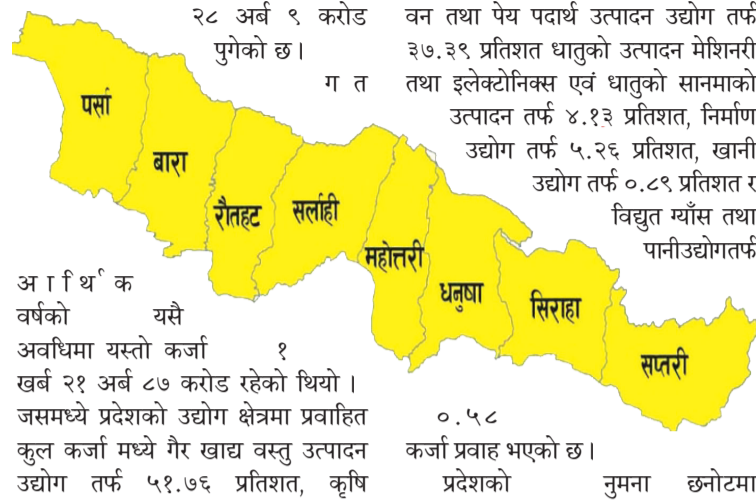 २८ अर्ब ९ करोड
पुगेको छ।
ग त
आर्थिक
वर्षको यसै
अवधिमा यस्तो कर्जा १
खर्ब २१ अर्ब ८७ करोड रहेको थियो ।
जसमध्ये प्रदेशको उद्योग क्षेत्रमा प्रवाहित
कुल कर्जा मध्ये गैर खाद्य वस्तु उत्पादन
उद्योग तर्फ ५१.७६ प्रतिशत, कृषि
वन तथा पेय पदार्थ उत्पादन उद्योग तर्फ
३७.३९ प्रतिशत धातुको उत्पादन मेशिनरी
तथा इलेक्टोनिक्स एवं धातुको सानमाको
उत्पादन तर्फ ४.१३ प्रतिशत, निर्माण
उद्योग तर्फ ५.२६ प्रतिशत, खानी
उद्योग तर्फ ०.८९ प्रतिशत र
विद्युत ग्याँस तथा
पानीउद्योगतर्फ
०.५८
कर्जा प्रवाह भएको छ।
प्रदेशको नुमना छनोटमा
पर्सा
बारा
रौतहट
सर्लाही
महोत्तरी
धनुषा
सिराहा
सप्तरी